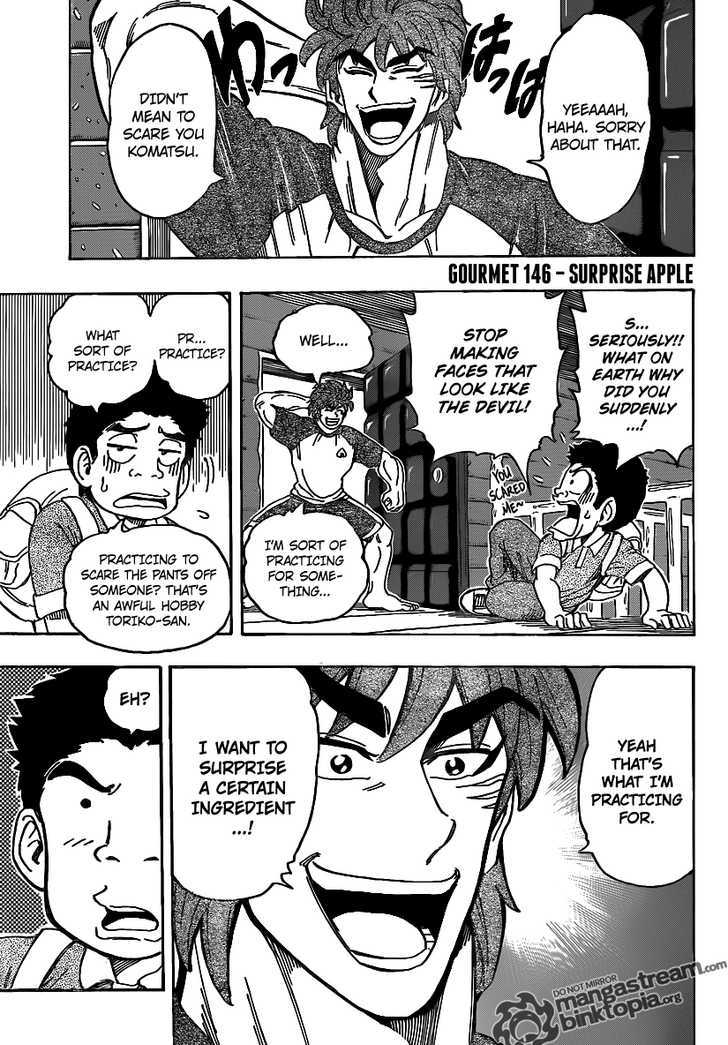 YEEAAAH,
HAHA. SORRY
ABOUT THAT.
はっはっ
わっ
DIDN'T
MEAN TO
SCARE YOU
KOMATSU.
GOURMET 146 – SURPRISE APPLE
S...
SERIOUSLY!!
WHAT ON
EARTH WHY
DID YOU
SUDDENLY
...!
STOP
MAKING
FACES THAT
LOOK LIKE
THE DEVIL!
YOU
SCARED
ME~
WELL...
I'M SORT OF
PRACTICING
FOR SOME-
THING...
PR...
PRACTICE?
WHAT
SORT OF
PRACTICE?
PRACTICING TO
SCARE THE PANTS OFF
SOMEONE? THAT'S
AN AWFUL HOBBY
TORIKO-SAN.
YEAH
THAT'S
WHAT I'M
PRACTICING
FOR.
I WANT TO
SURPRISE
A CERTAIN
INGREDIENT
...!
EH?
DO NOT MIRROR
mangastream.com
binktopia.org